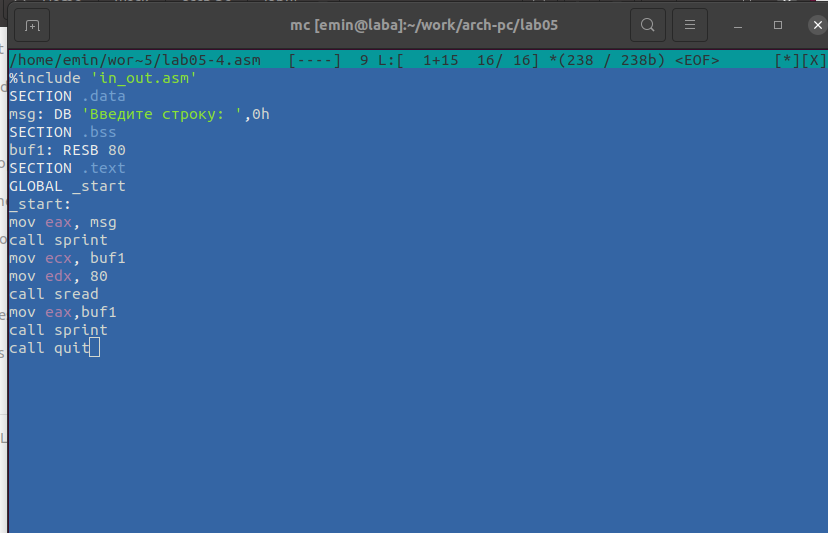 mc [emin@laba]:~/work/arch-pc/lab05
/home/emin/wor~5/lab05-4.asm   [----]  9 L:[  1+15  16/ 16] *(238 / 238b) <EOF>      [*][X]
%include 'in_out.asm'
SECTION .data
msg: DB 'Введите строку: ',0h
SECTION .bss
buf1: RESB 80
SECTION .text
GLOBAL _start
_start:
mov eax, msg
call sprint
mov ecx, buf1
mov edx, 80
call sread
mov eax,buf1
call sprint
call quit